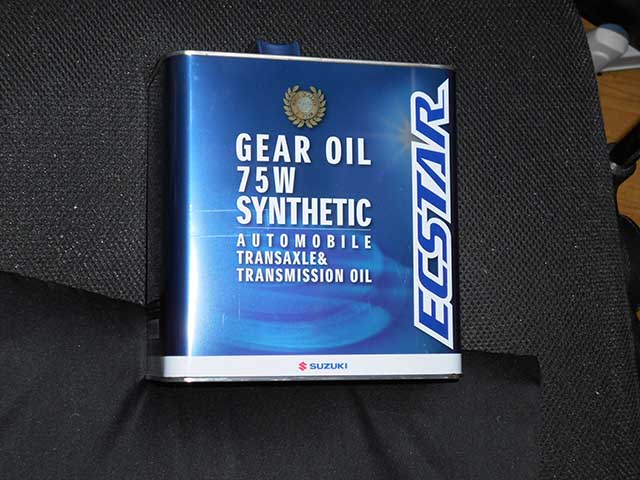 GEAR OIL
75W
SYNTHETIC
AUTOMOBILE
TRANSAXLE&
TRANSMISSION OIL
ECSTAR
SUZUKI